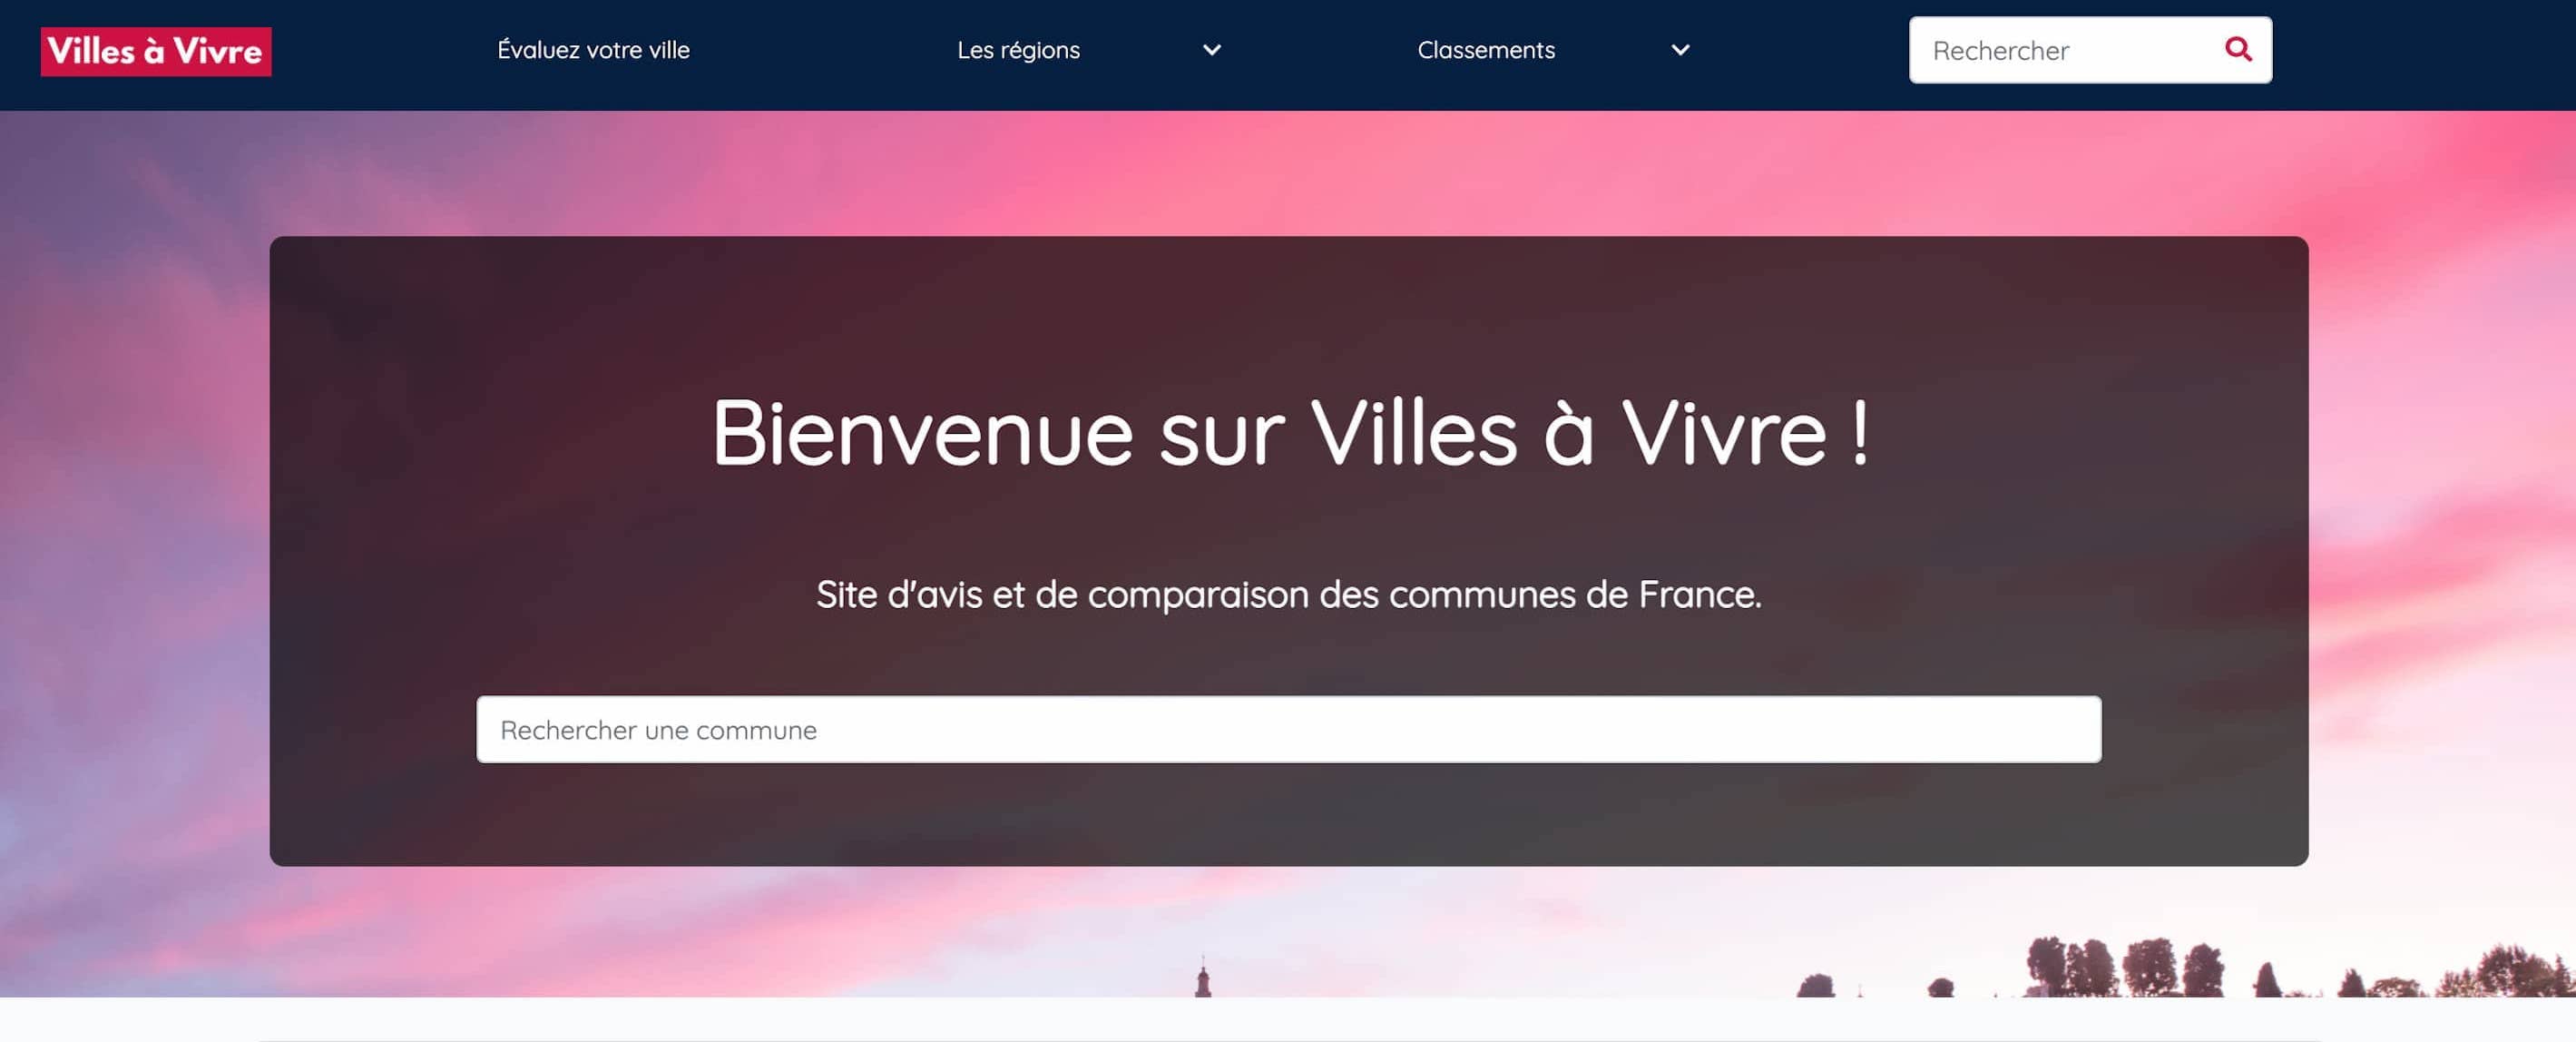 Villes à Vivre
Évaluez votre ville
Les régions
Classements
Rechercher
Bienvenue sur Villes à Vivre !
Site d'avis et de comparaison des communes de France.
Rechercher une commune